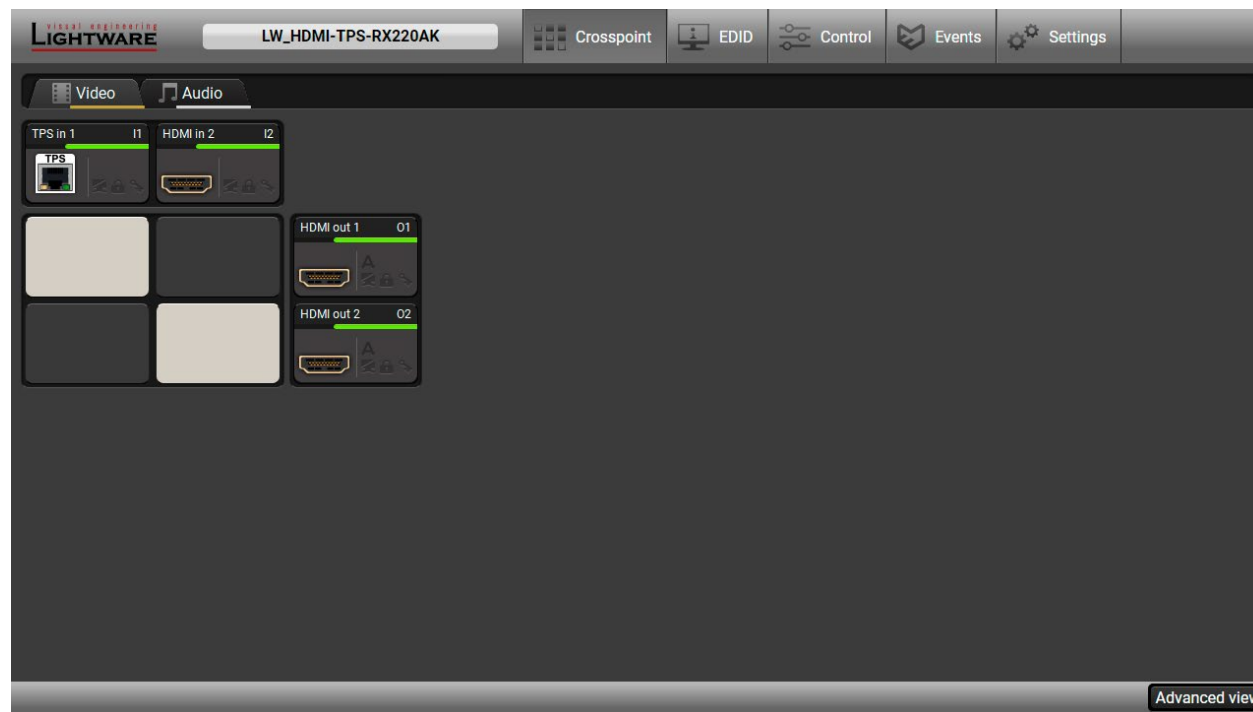 visual engineering
LIGHTWARE
LW_HDMI-TPS-RX220AK
Crosspoint
EDID
Control
Events
Settings
Video
Audio
TPS in 1 I1
HDMI in 2 I2
TPS
HDMI out 1 O1
A
HDMI out 2 O2
A
Advanced view